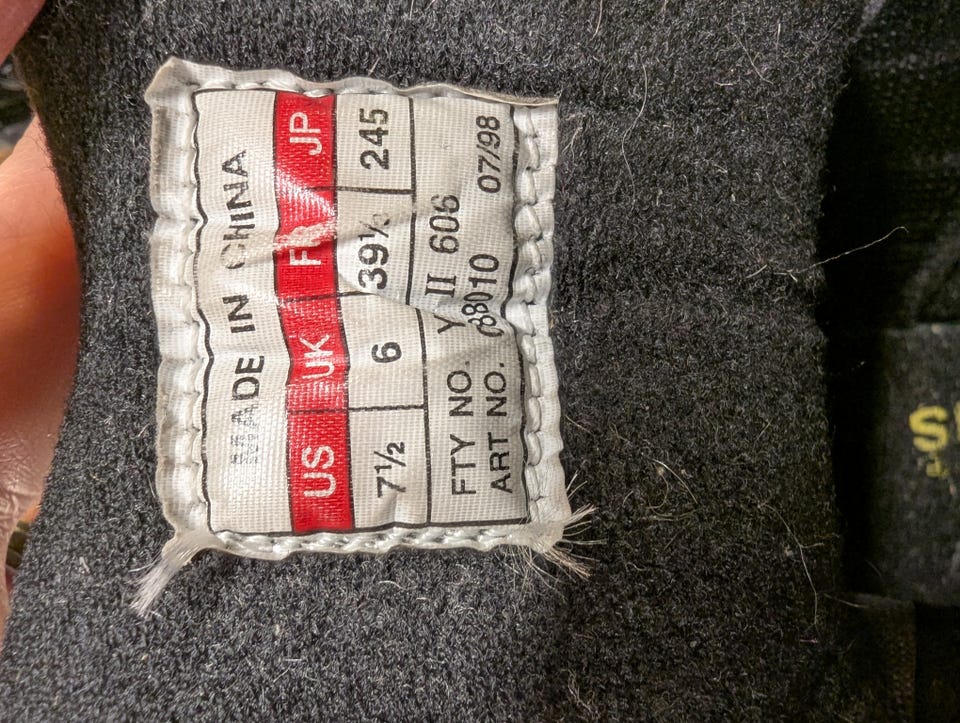 MADE IN CHINA
US UK FR JP
7½ 6 39½ 245
FTY NO. Y II 606
ART NO. 07/98